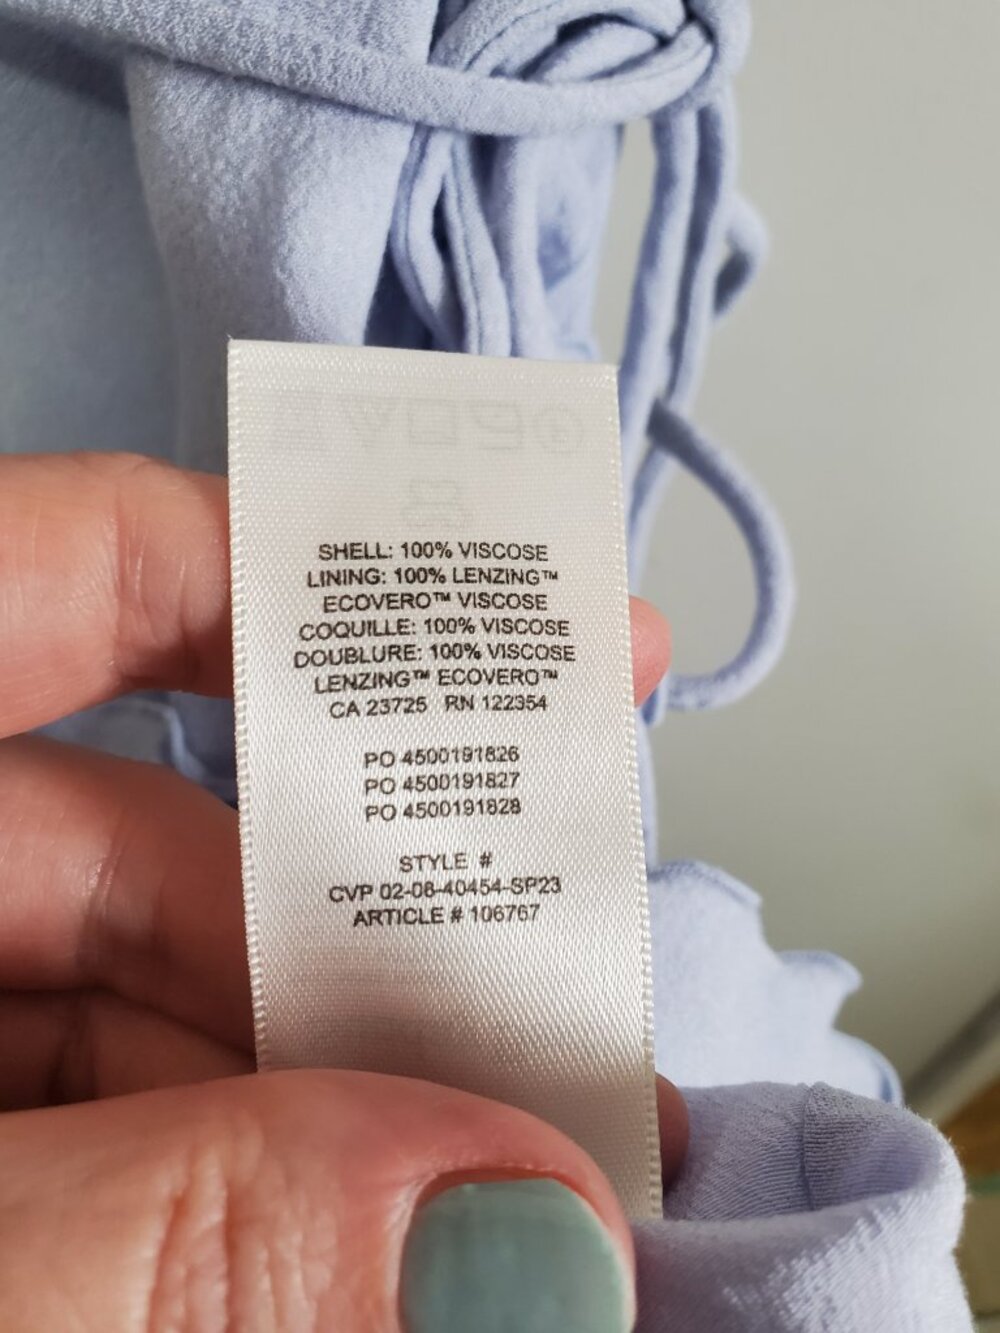 SHELL: 100% VISCOSE
LINING: 100% LENZING™
ECOVERO™ VISCOSE
COQUILLE: 100% VISCOSE
DOUBLURE: 100% VISCOSE
LENZING™ ECOVERO™
CA 23725 RN 122354
PO 4500191826
PO 4500191827
PO 4500191828
STYLE #
CVP 02-08-40454-SP23
ARTICLE # 106767